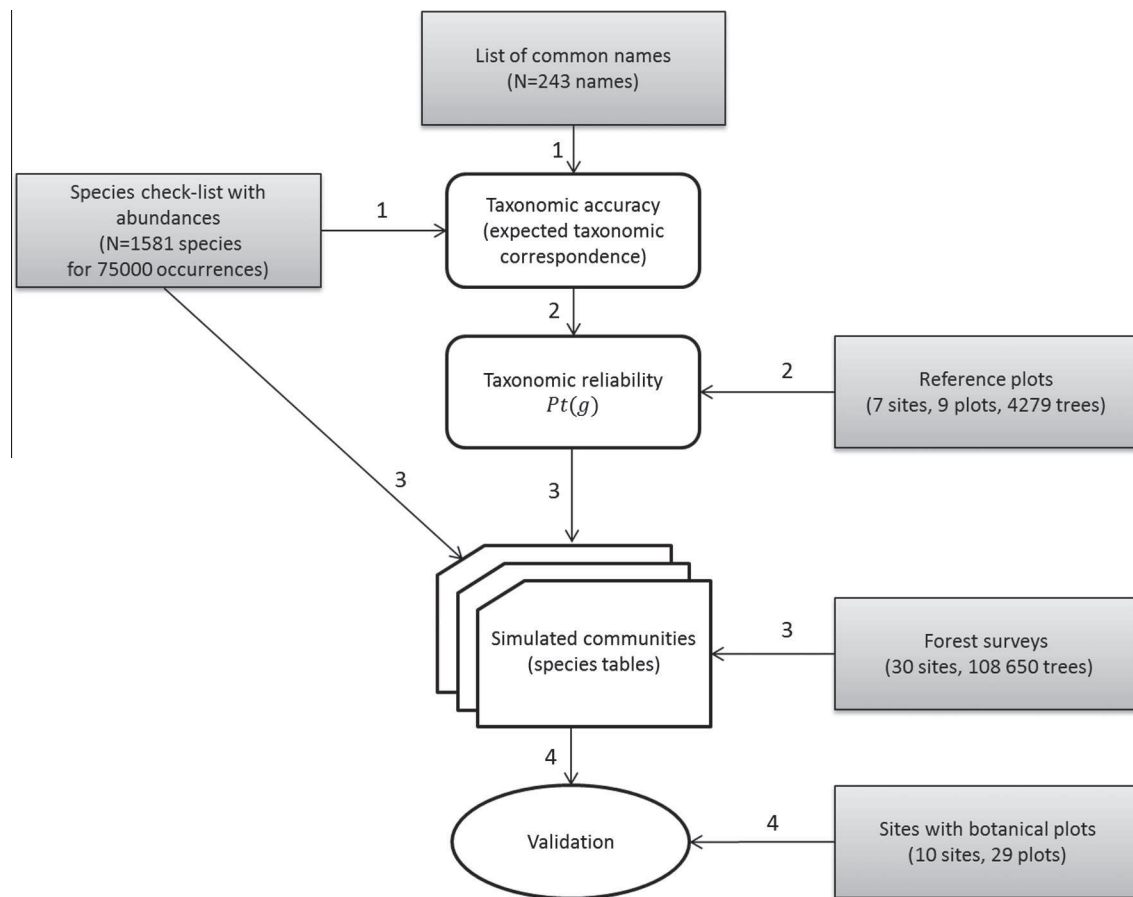 List of common names
(N=243 names)
1
Species check-list with
abundances
(N=1581 species
for 75000 occurrences)
1
Taxonomic accuracy
(expected taxonomic
correspondence)
2
Taxonomic reliability
Pt(g)
2
Reference plots
(7 sites, 9 plots, 4279 trees)
3
3
Simulated communities
(species tables)
3
Forest surveys
(30 sites, 108 650 trees)
4
Validation
4
Sites with botanical plots
(10 sites, 29 plots)